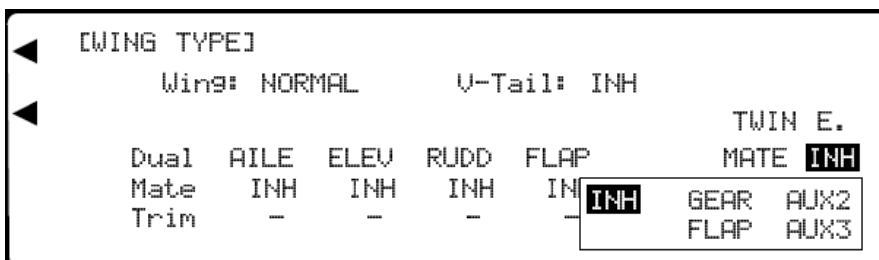 [WING TYPE]
Wing: NORMAL V-Tail: INH
TWIN E.
Dual AILE ELEV RUDD FLAP MATE INH
Mate INH INH INH IN INH GEAR AUX2
Trim – – – – FLAP AUX3